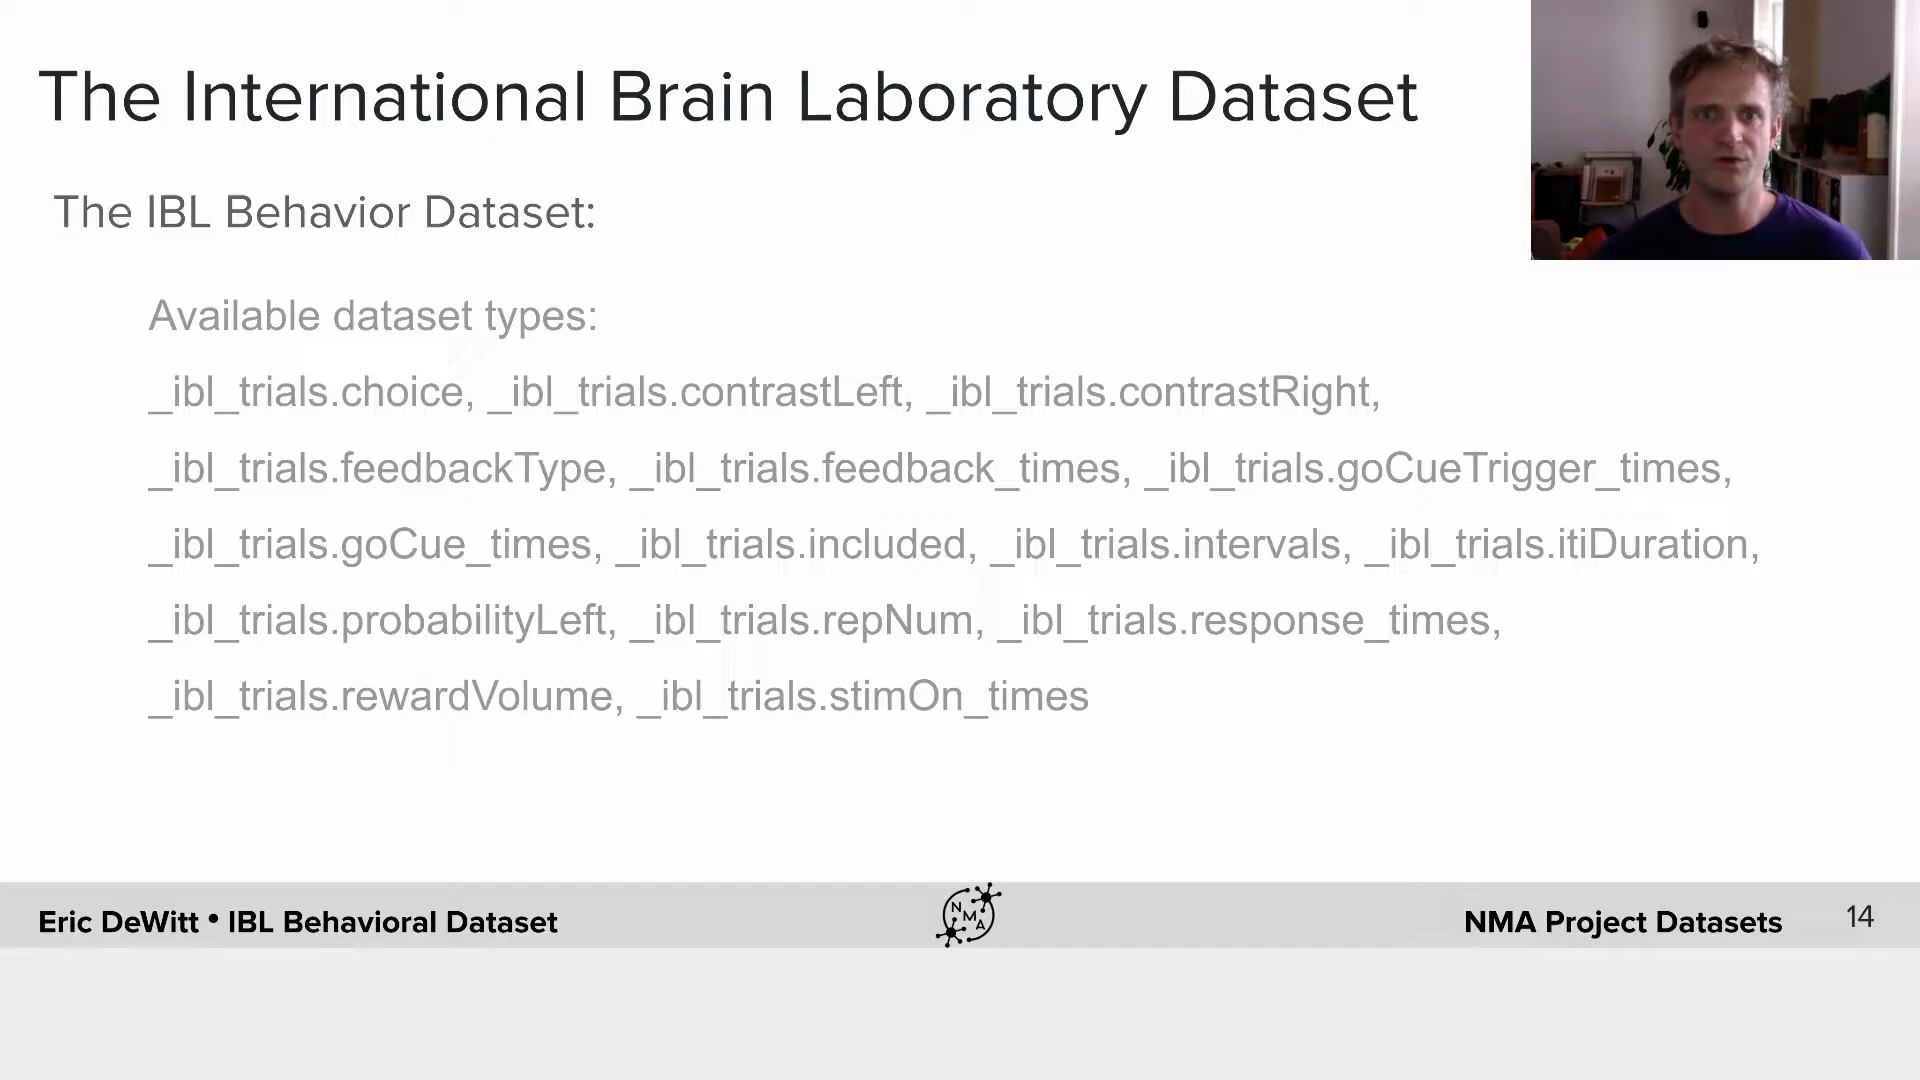 The International Brain Laboratory Dataset
The IBL Behavior Dataset:
Available dataset types:
_ibl_trials.choice, _ibl_trials.contrastLeft, _ibl_trials.contrastRight,
_ibl_trials.feedbackType, _ibl_trials.feedback_times, _ibl_trials.goCueTrigger_times,
_ibl_trials.goCue_times, _ibl_trials.included, _ibl_trials.intervals, _ibl_trials.itiDuration,
_ibl_trials.probabilityLeft, _ibl_trials.repNum, _ibl_trials.response_times,
_ibl_trials.rewardVolume, _ibl_trials.stimOn_times
Eric DeWitt • IBL Behavioral Dataset
NMA
NMA Project Datasets
14